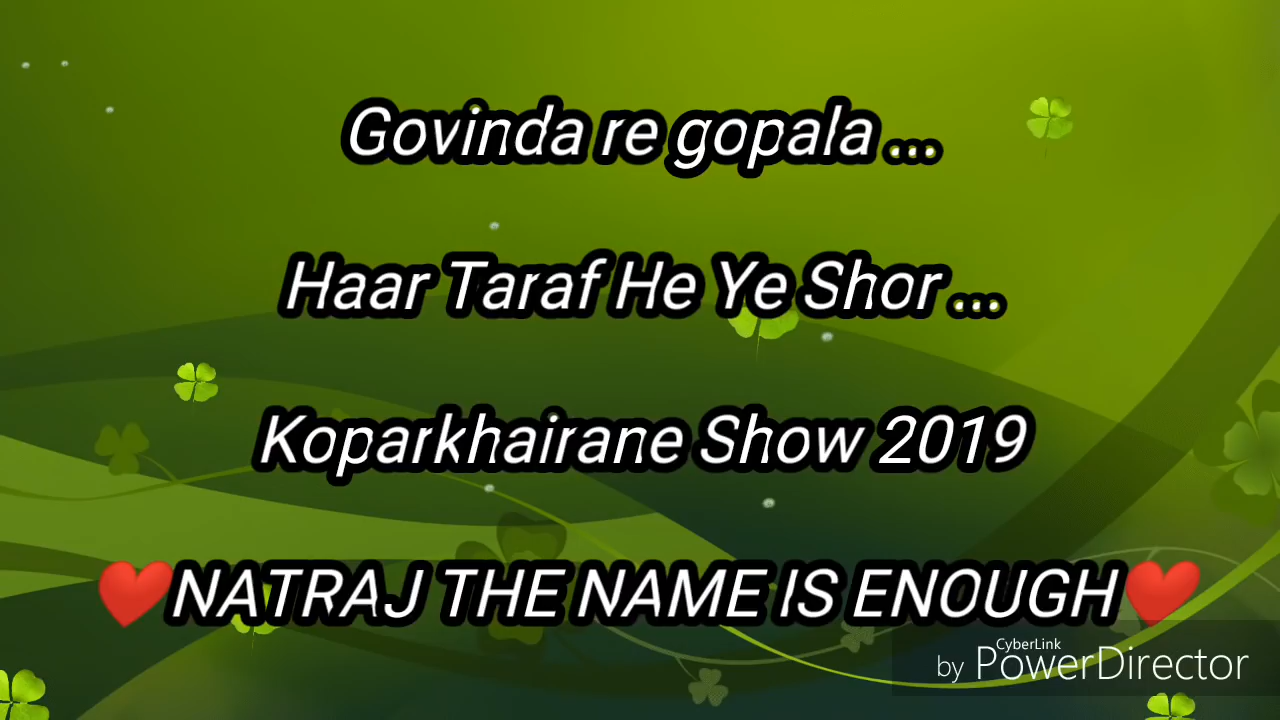 Govinda re gopala ...
Haar Taraf He Ye Shor ...
Koparkhairane Show 2019
❤️NATRAJ THE NAME IS ENOUGH❤️
CyberLink
by PowerDirector